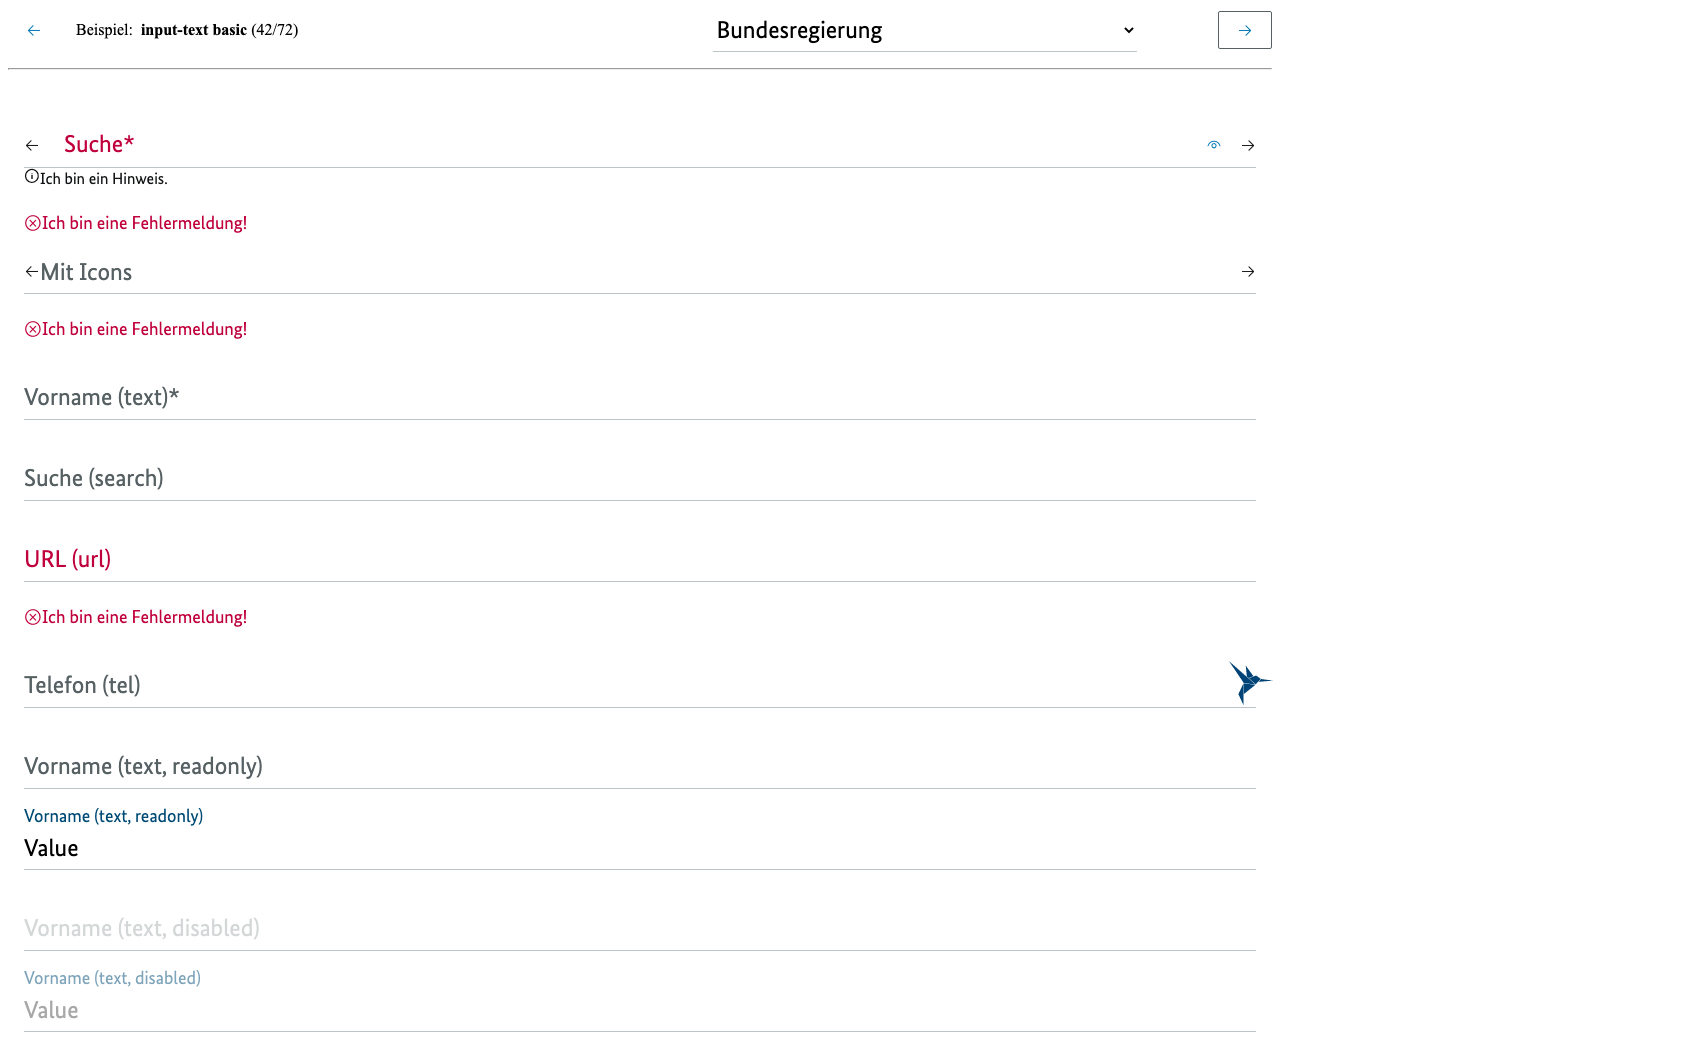 Beispiel: input-text basic (42/72)
Bundesregierung
Suche*
Ich bin ein Hinweis.
Ich bin eine Fehlermeldung!
Mit Icons
Ich bin eine Fehlermeldung!
Vorname (text)*
Suche (search)
URL (url)
Ich bin eine Fehlermeldung!
Telefon (tel)
Vorname (text, readonly)
Vorname (text, readonly)
Value
Vorname (text, disabled)
Vorname (text, disabled)
Value